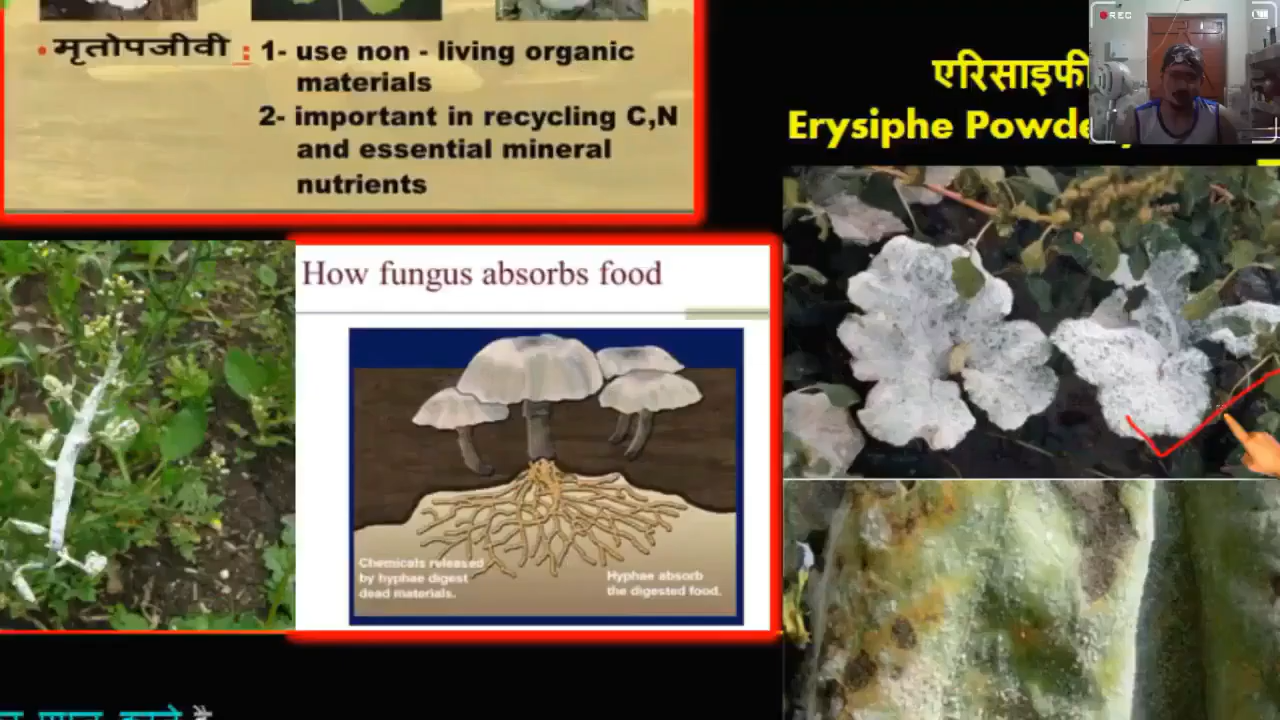 • मृतोपजीवी : 1- use non - living organic
materials
2- important in recycling C,N
and essential mineral
nutrients
How fungus absorbs food
Chemicals released
by hyphae digest
dead materials.
Hyphae absorb
the digested food.
एरिसाइफी
Erysiphe
REC
है